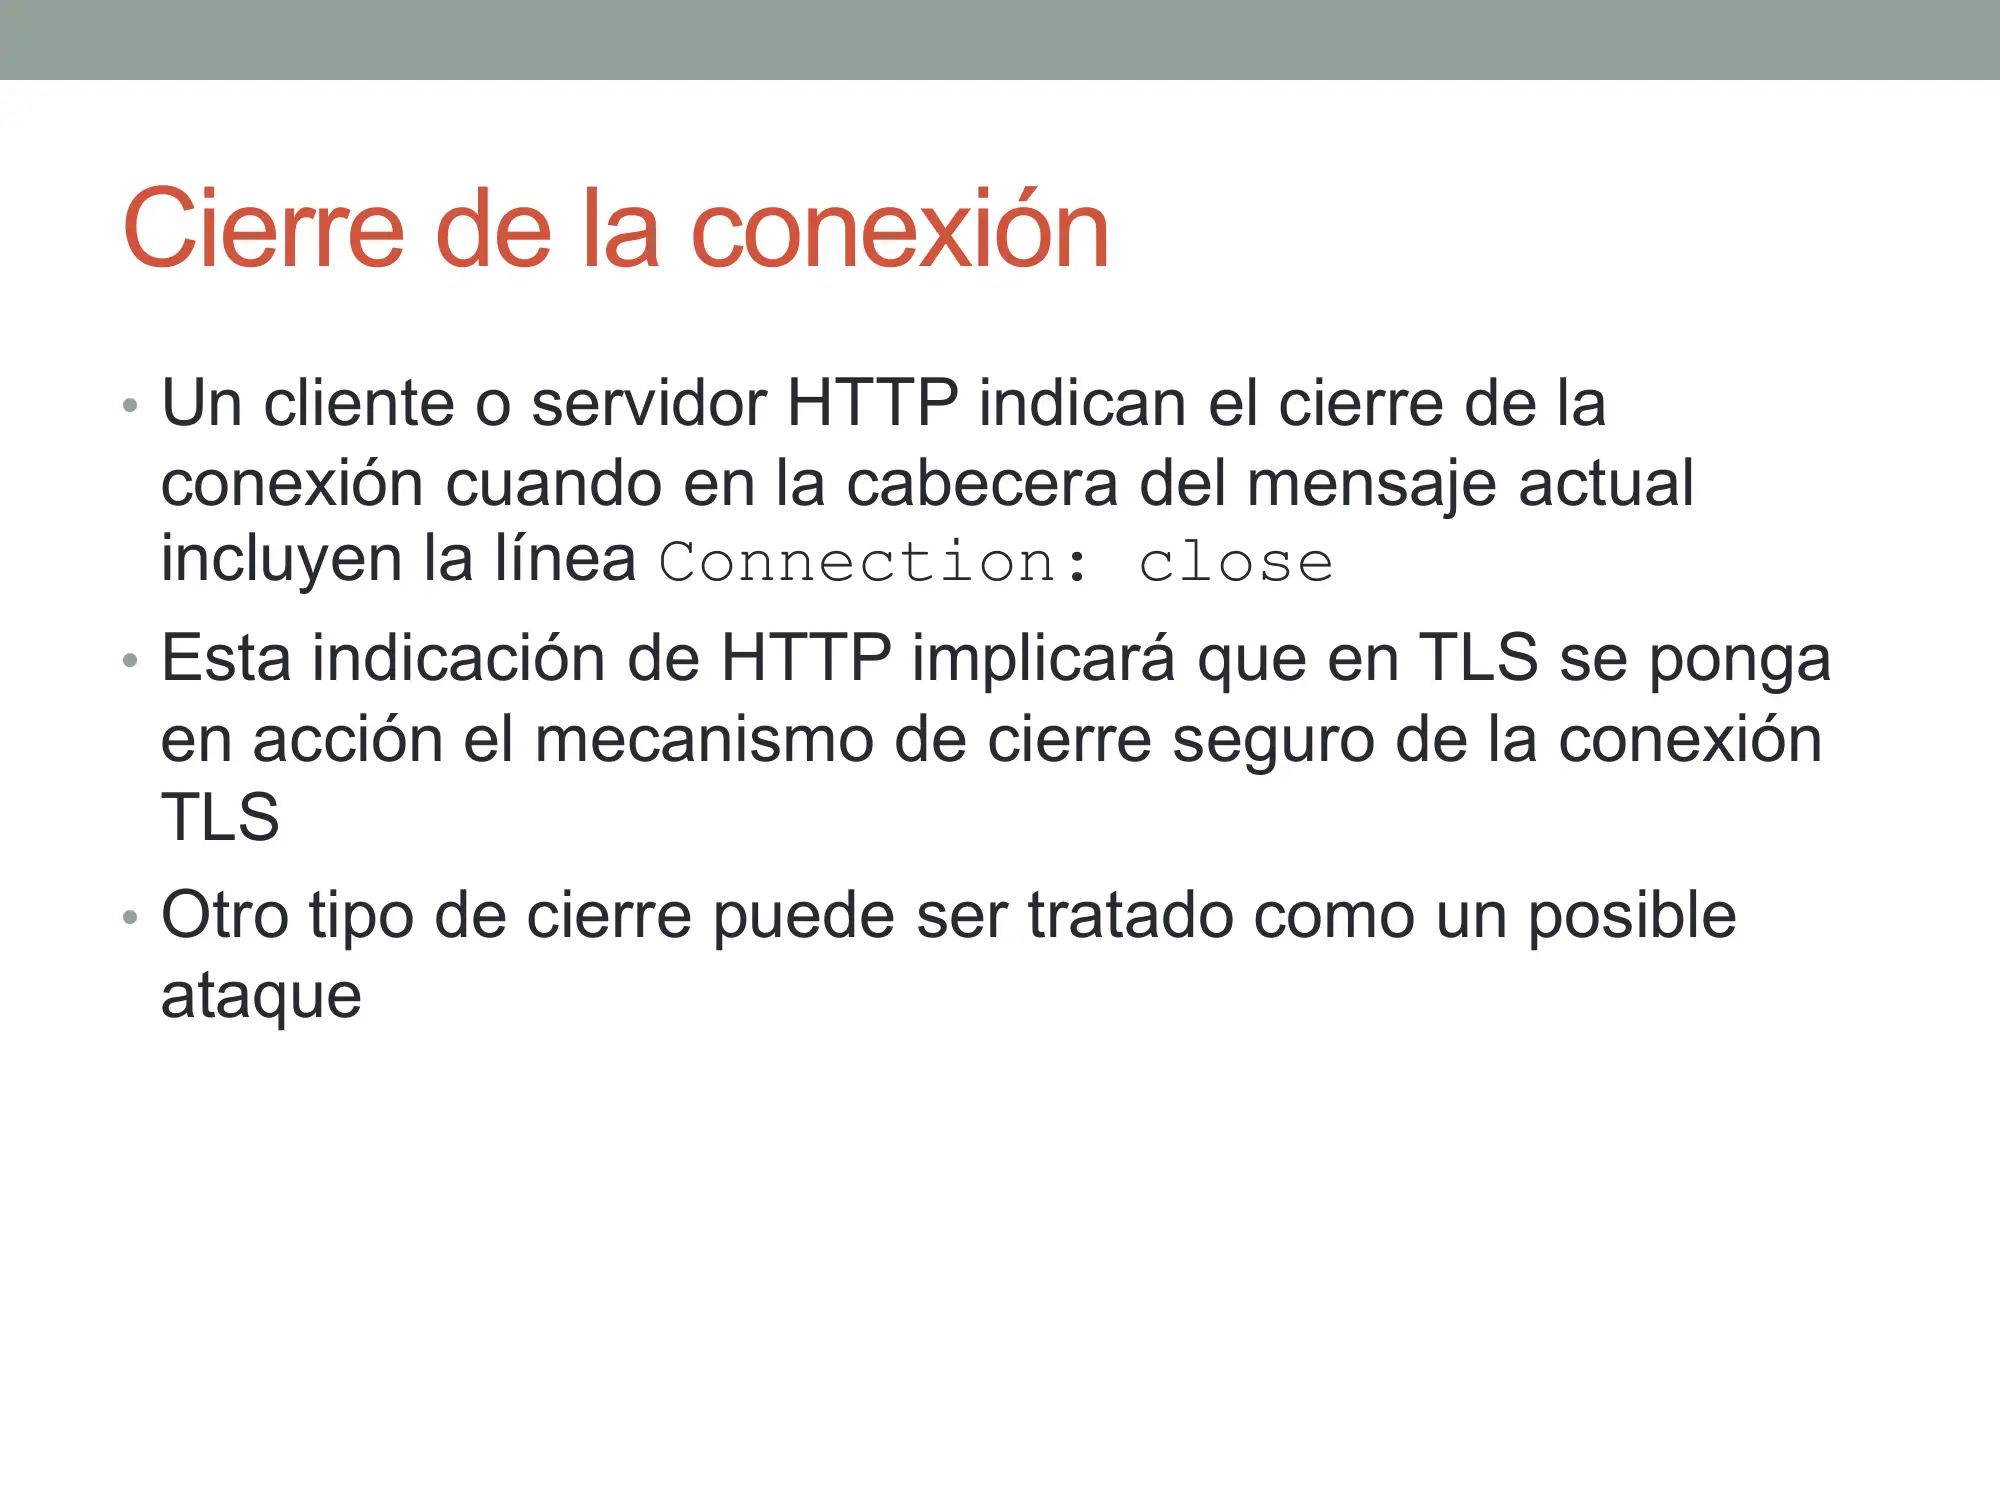 Cierre de la conexión
• Un cliente o servidor HTTP indican el cierre de la
conexión cuando en la cabecera del mensaje actual
incluyen la línea Connection: close
• Esta indicación de HTTP implicará que en TLS se ponga
en acción el mecanismo de cierre seguro de la conexión
TLS
• Otro tipo de cierre puede ser tratado como un posible
ataque